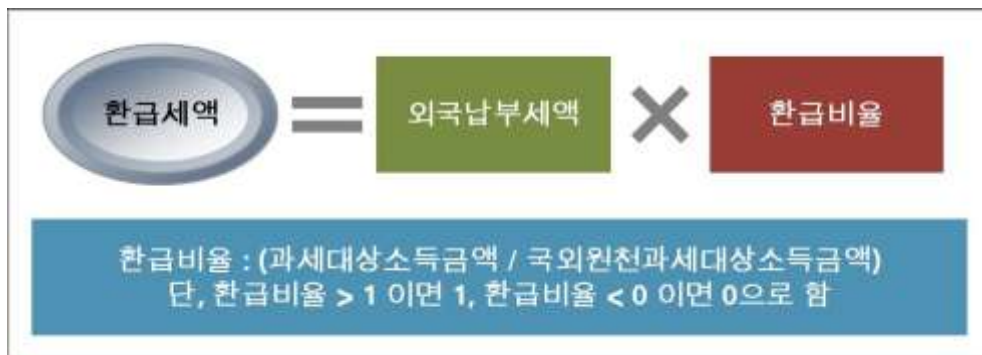 환급세액 = 외국납부세액 × 환급비율
환급비율 : (과세대상소득금액 / 국외원천과세대상소득금액)
단, 환급비율 > 1 이면 1, 환급비율 < 0 이면 0으로 함